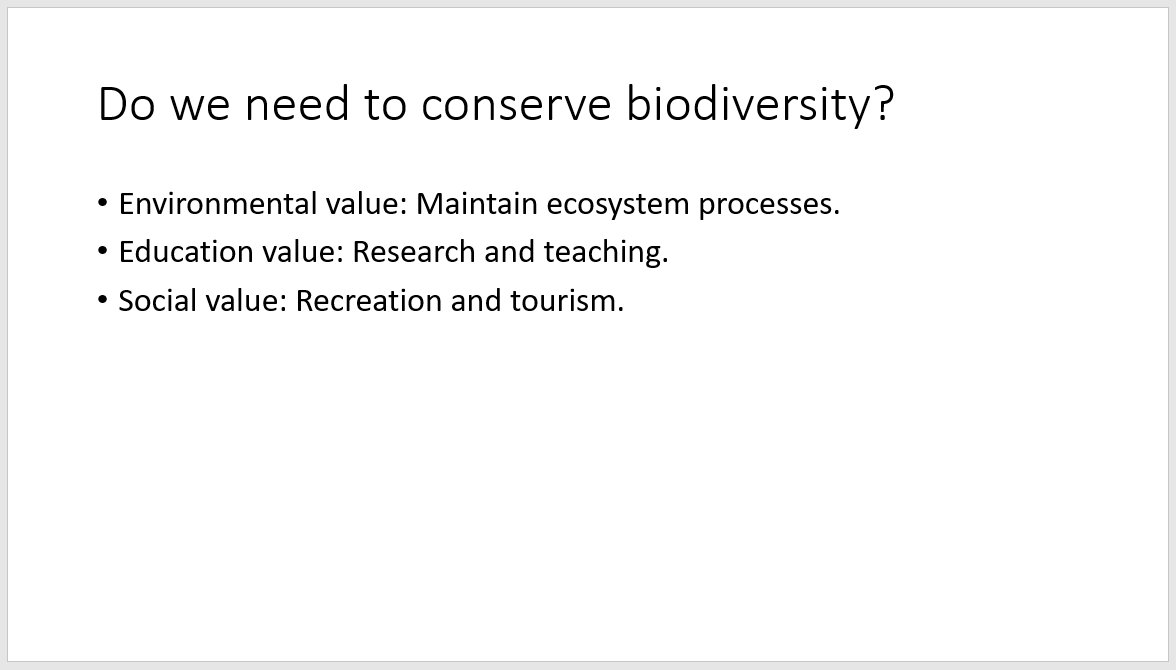 Do we need to conserve biodiversity?
• Environmental value: Maintain ecosystem processes.
• Education value: Research and teaching.
• Social value: Recreation and tourism.